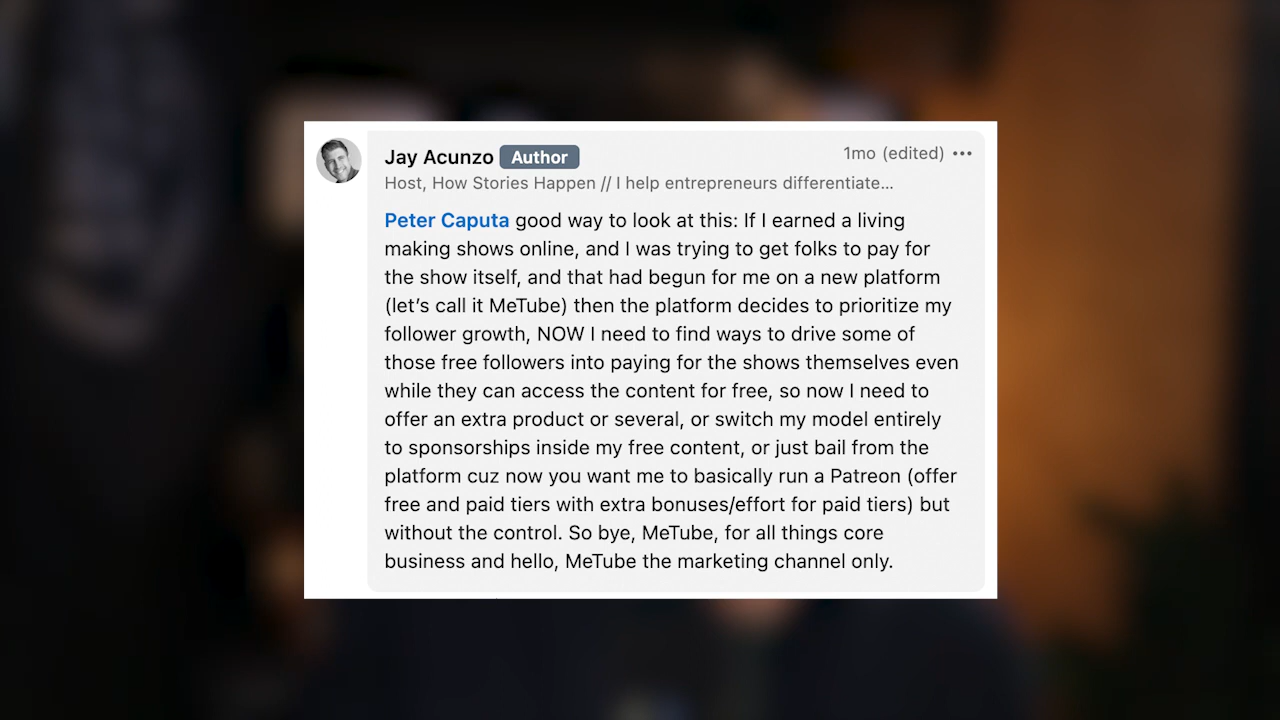 Jay Acunzo Author 1mo (edited) •••
Host, How Stories Happen // I help entrepreneurs differentiate...
Peter Caputa good way to look at this: If I earned a living
making shows online, and I was trying to get folks to pay for
the show itself, and that had begun for me on a new platform
(let's call it MeTube) then the platform decides to prioritize my
follower growth, NOW I need to find ways to drive some of
those free followers into paying for the shows themselves even
while they can access the content for free, so now I need to
offer an extra product or several, or switch my model entirely
to sponsorships inside my free content, or just bail from the
platform cuz now you want me to basically run a Patreon (offer
free and paid tiers with extra bonuses/effort for paid tiers) but
without the control. So bye, MeTube, for all things core
business and hello, MeTube the marketing channel only.